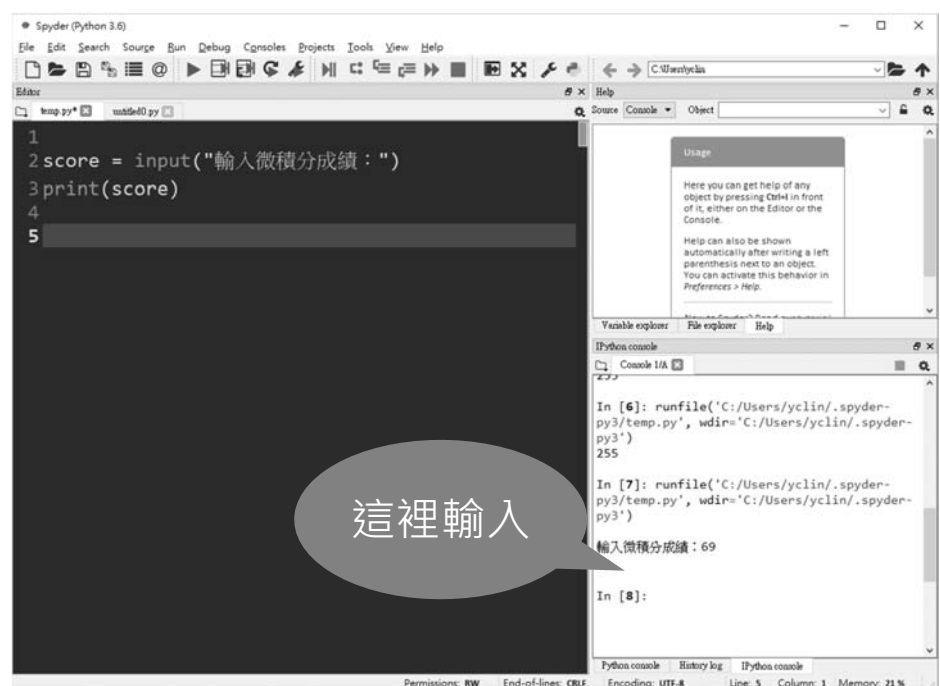 Spyder (Python 3.6)
File Edit Search Source Run Debug Consoles Projects Tools View Help
C:\Users\yclin
Editor
temp.py* untitled0.py
1
2 score = input("輸入微積分成績：")
3 print(score)
4
5
Help
Source Console Object
Usage
Here you can get help of any
object by pressing Ctrl+I in front
of it, either on the Editor or the
Console.
Help can also be shown
automatically after writing a left
parenthesis next to an object.
You can activate this behavior in
Preferences > Help.
Variable explorer File explorer Help
IPython console
Console 1/A
255
In [6]: runfile('C:/Users/yclin/.spyder-
py3/temp.py', wdir='C:/Users/yclin/.spyder-
py3')
255
In [7]: runfile('C:/Users/yclin/.spyder-
py3/temp.py', wdir='C:/Users/yclin/.spyder-
py3')
輸入微積分成績：69
In [8]:
這裡輸入
Python console History log IPython console
Permissions: RW End-of-lines: CRLF Encoding: UTF-8 Line: 5 Column: 1 Memory: 21 %